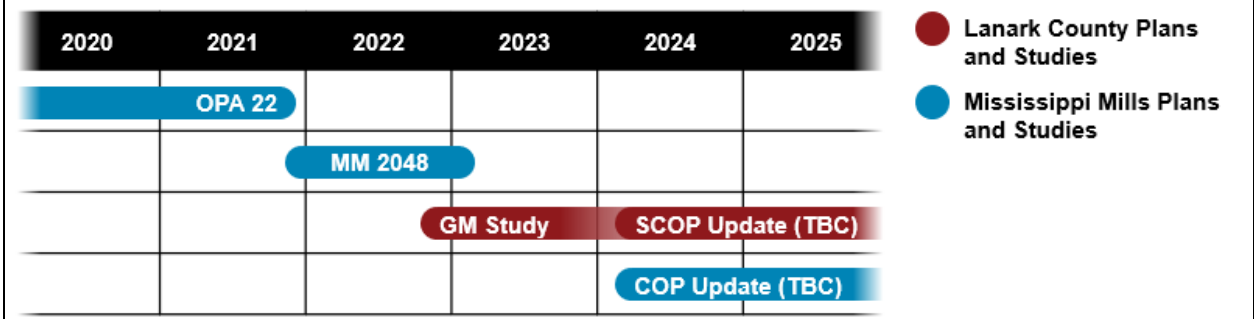 2020 2021 2022 2023 2024 2025
OPA 22
MM 2048
GM Study SCOP Update (TBC)
COP Update (TBC)
Lanark County Plans
and Studies
Mississippi Mills Plans
and Studies